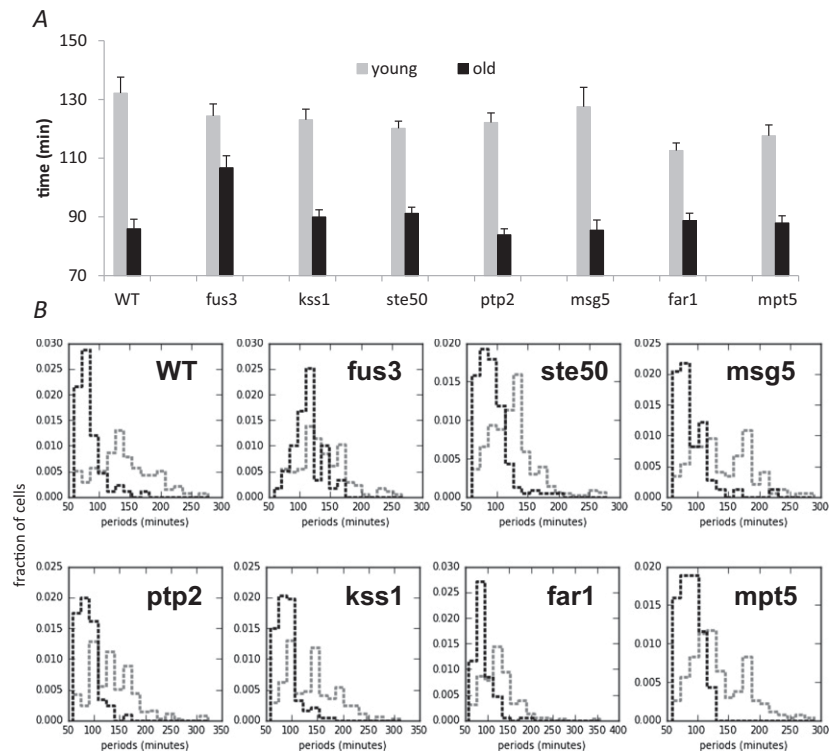 A
150
130
110
90
70
time (min)
young old
WT fus3 kss1 ste50 ptp2 msg5 far1 mpt5
B
fraction of cells
WT
0.030
0.025
0.020
0.015
0.010
0.005
0.000
50 100 150 200 250 300
periods (minutes)
fus3
0.030
0.025
0.020
0.015
0.010
0.005
0.000
50 100 150 200 250 300
periods (minutes)
ste50
0.020
0.015
0.010
0.005
0.000
50 100 150 200 250 300
periods (minutes)
msg5
0.025
0.020
0.015
0.010
0.005
0.000
50 100 150 200 250 300
periods (minutes)
ptp2
0.025
0.020
0.015
0.010
0.005
0.000
50 100 150 200 250 300 350
periods (minutes)
kss1
0.025
0.020
0.015
0.010
0.005
0.000
50 100 150 200 250 300 350
periods (minutes)
far1
0.030
0.025
0.020
0.015
0.010
0.005
0.000
50 100 150 200 250 300 350 400
periods (minutes)
mpt5
0.025
0.020
0.015
0.010
0.005
0.000
50 100 150 200 250 300
periods (minutes)